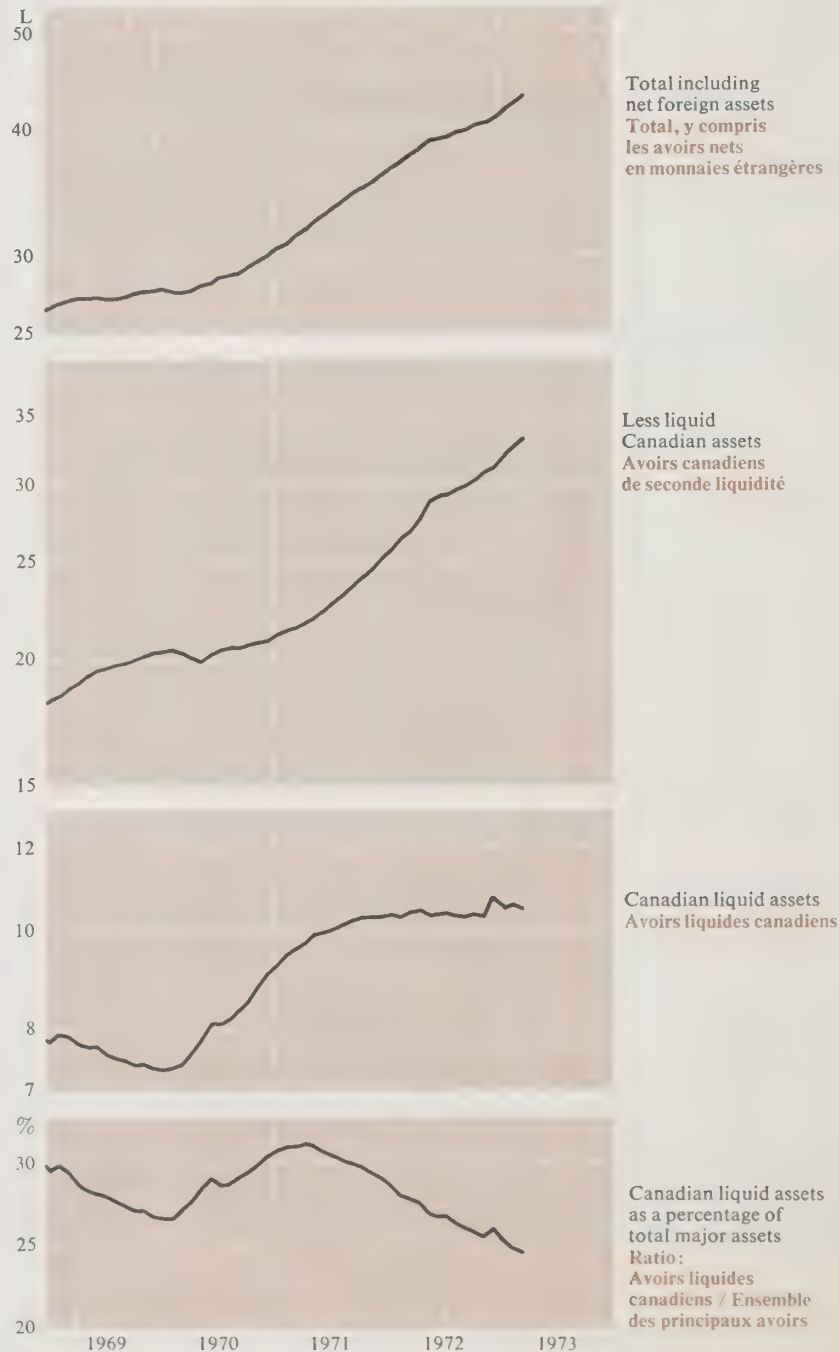 L
50
40
30
25
Total including
net foreign assets
Total, y compris
les avoirs nets
en monnaies étrangères
35
30
25
20
15
Less liquid
Canadian assets
Avoirs canadiens
de seconde liquidité
12
10
8
7
Canadian liquid assets
Avoirs liquides canadiens
%
30
25
20
Canadian liquid assets
as a percentage of
total major assets
Ratio:
Avoirs liquides
canadiens / Ensemble
des principaux avoirs
1969 1970 1971 1972 1973